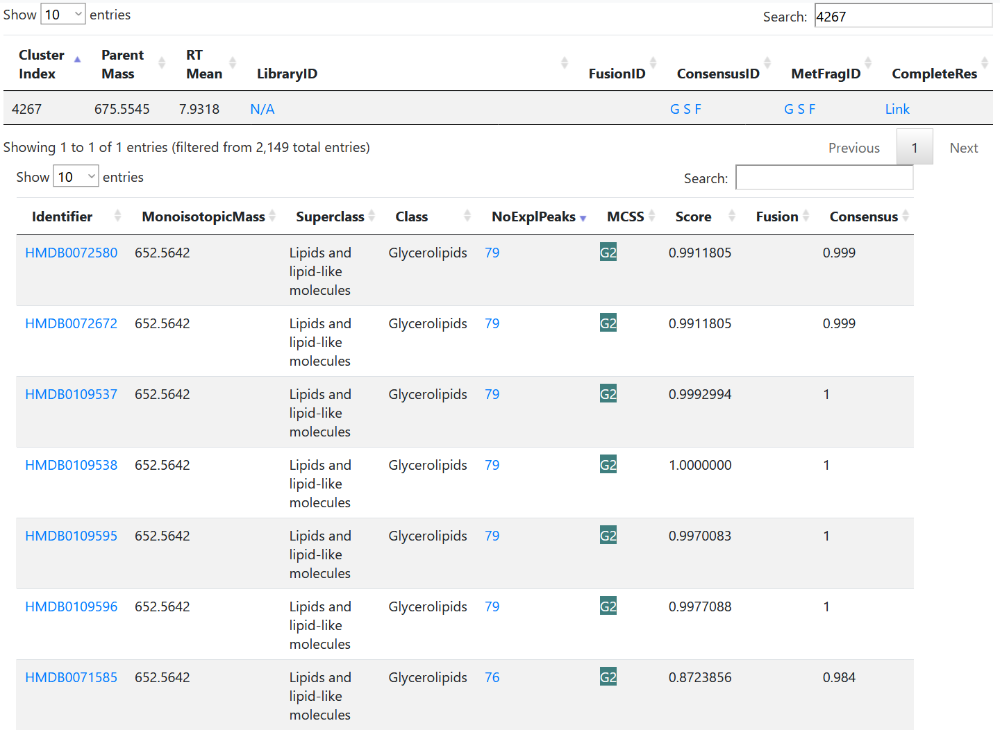 Show 10 entries Search: 4267
Cluster Index Parent Mass RT Mean LibraryID FusionID ConsensusID MetFragID CompleteRes
4267 675.5545 7.9318 N/A G S F G S F Link
Showing 1 to 1 of 1 entries (filtered from 2,149 total entries) Previous 1 Next
Show 10 entries Search:
Identifier MonoisotopicMass Superclass Class NoExplPeaks MCSS Score Fusion Consensus
HMDB0072580 652.5642 Lipids and Glycerolipids 79 G2 0.9911805 0.999
lipid-like
molecules
HMDB0072672 652.5642 Lipids and Glycerolipids 79 G2 0.9911805 0.999
lipid-like
molecules
HMDB0109537 652.5642 Lipids and Glycerolipids 79 G2 0.9992994 1
lipid-like
molecules
HMDB0109538 652.5642 Lipids and Glycerolipids 79 G2 1.0000000 1
lipid-like
molecules
HMDB0109595 652.5642 Lipids and Glycerolipids 79 G2 0.9970083 1
lipid-like
molecules
HMDB0109596 652.5642 Lipids and Glycerolipids 79 G2 0.9977088 1
lipid-like
molecules
HMDB0071585 652.5642 Lipids and Glycerolipids 76 G2 0.8723856 0.984
lipid-like
molecules